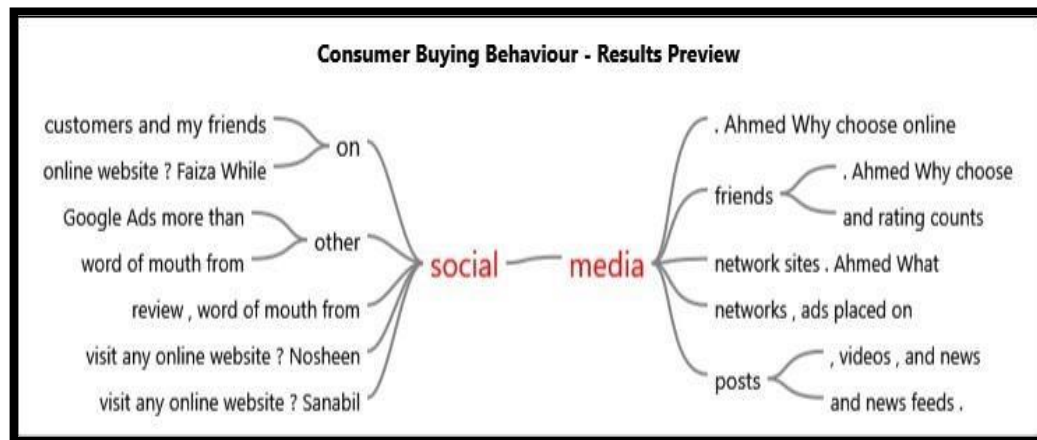 Consumer Buying Behaviour - Results Preview
customers and my friends
online website ? Faiza While
on
Google Ads more than
word of mouth from
other
review , word of mouth from
visit any online website ? Nosheen
visit any online website ? Sanabil
social
media
. Ahmed Why choose online
friends
. Ahmed Why choose
and rating counts
network sites . Ahmed What
networks , ads placed on
posts
, videos , and news
and news feeds .